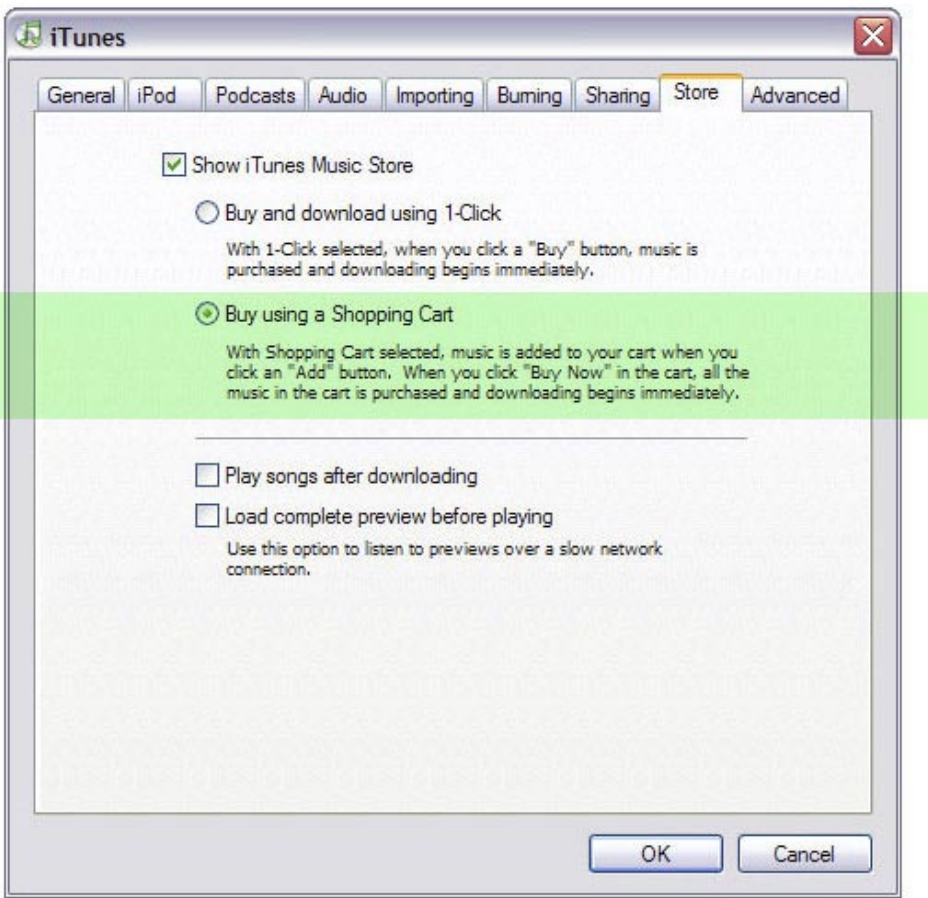 iTunes
General iPod Podcasts Audio Importing Burning Sharing Store Advanced
Show iTunes Music Store
Buy and download using 1-Click
With 1-Click selected, when you click a "Buy" button, music is
purchased and downloading begins immediately.
Buy using a Shopping Cart
With Shopping Cart selected, music is added to your cart when you
click an "Add" button. When you click "Buy Now" in the cart, all the
music in the cart is purchased and downloading begins immediately.
Play songs after downloading
Load complete preview before playing
Use this option to listen to previews over a slow network
connection.
OK Cancel